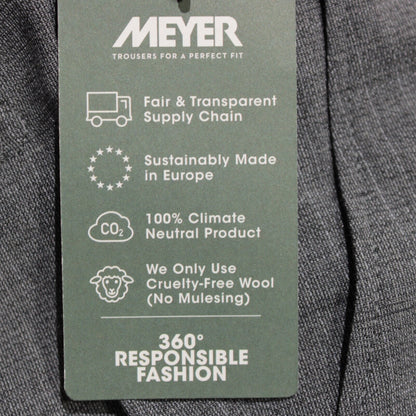 MEYER
TROUSERS FOR A PERFECT FIT
Fair & Transparent
Supply Chain
Sustainably Made
in Europe
CO2
100% Climate
Neutral Product
We Only Use
Cruelty-Free Wool
(No Mulesing)
360°
RESPONSIBLE
FASHION